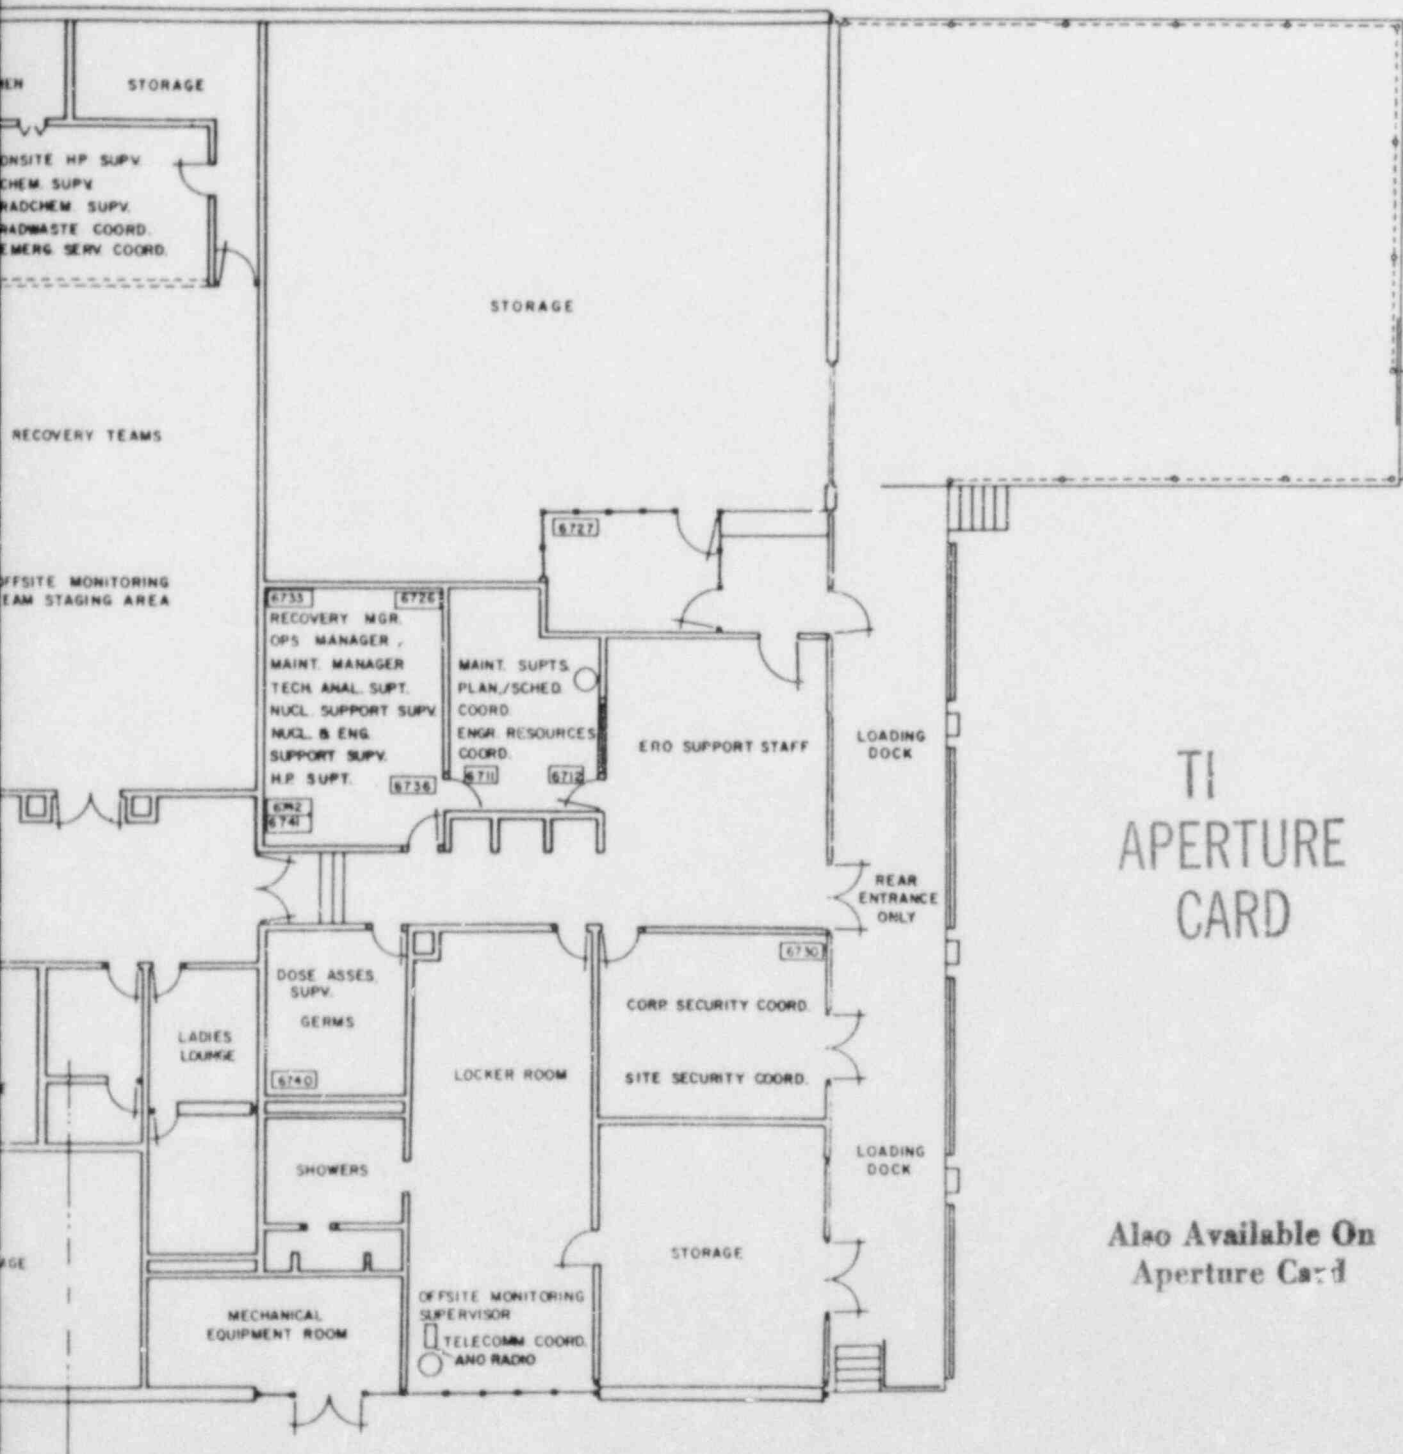 STORAGE
ONSITE HP SUPV.
CHEM. SUPV.
RADCHEM. SUPV.
RADWASTE COORD.
EMERG. SERV. COORD.
STORAGE
RECOVERY TEAMS
OFFSITE MONITORING
TEAM STAGING AREA
6727
6733
6726
RECOVERY MGR.
OPS MANAGER,
MAINT. MANAGER
TECH. ANAL. SUPT.
NUCL. SUPPORT SUPV.
NUCL. & ENG.
SUPPORT SUPV.
H.P. SUPT.
6736
6742
6741
MAINT. SUPTS.
PLAN./SCHED.
COORD.
ENGR. RESOURCES
COORD.
6711
6712
ERO SUPPORT STAFF
LOADING
DOCK
REAR
ENTRANCE
ONLY
TI
APERTURE
CARD
DOSE ASSES.
SUPV.
GERMS
6740
LADIES
LOUNGE
LOCKER ROOM
6730
CORP. SECURITY COORD.
SITE SECURITY COORD.
LOADING
DOCK
SHOWERS
STORAGE
Also Available On
Aperture Card
MECHANICAL
EQUIPMENT ROOM
OFFSITE MONITORING
SUPERVISOR
TELECOMM COORD.
ANO RADIO